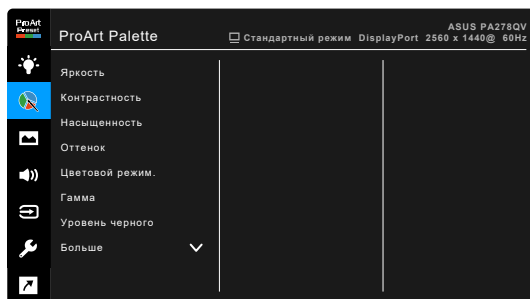 ProArt
Preset
ProArt Palette
ASUS PA278QV
Стандартный режим DisplayPort 2560 x 1440@ 60Hz
Яркость
Контрастность
Насыщенность
Оттенок
Цветовой режим.
Гамма
Уровень черного
Больше